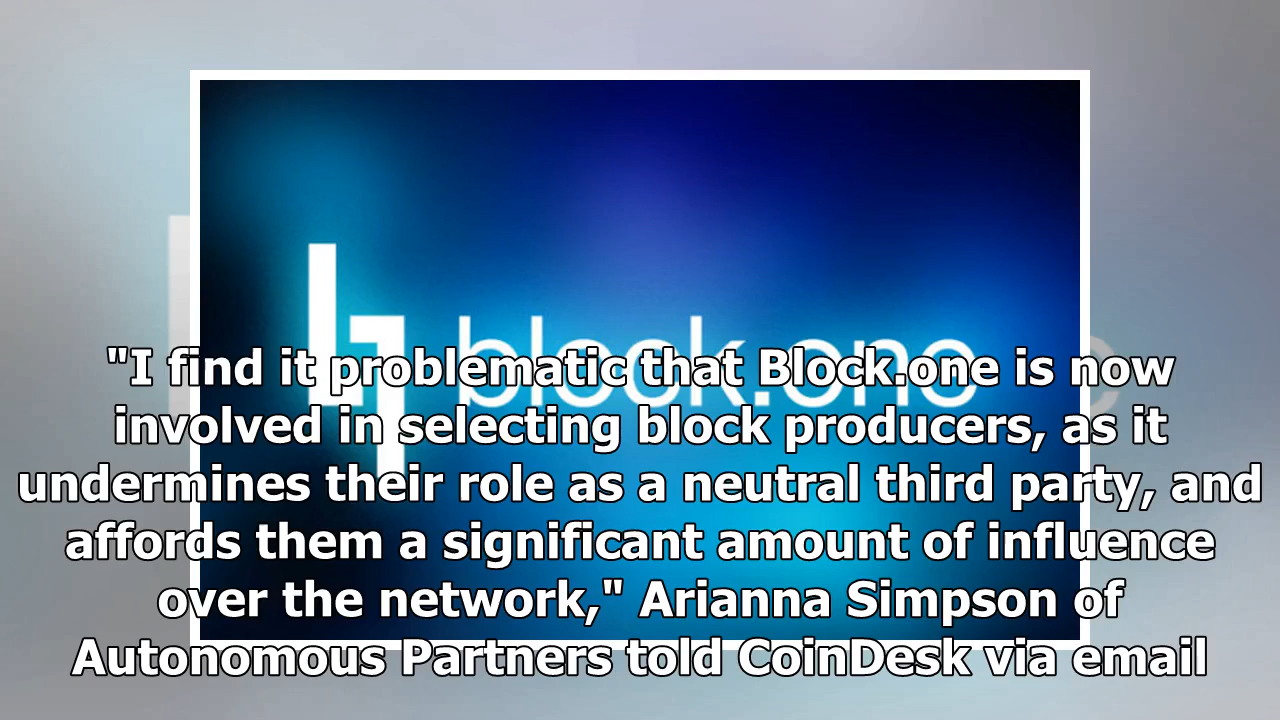 block.one
"I find it problematic that Block.one is now
involved in selecting block producers, as it
undermines their role as a neutral third party, and
affords them a significant amount of influence
over the network," Arianna Simpson of
Autonomous Partners told CoinDesk via email